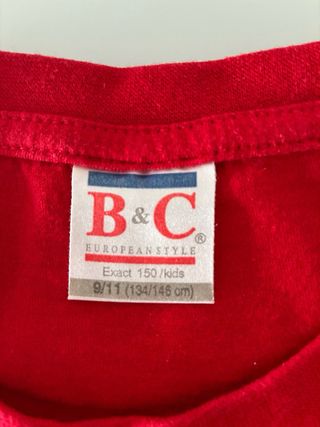 B&C®
EUROPEAN STYLE
Exact 150/kids
9/11 (134/146 cm)